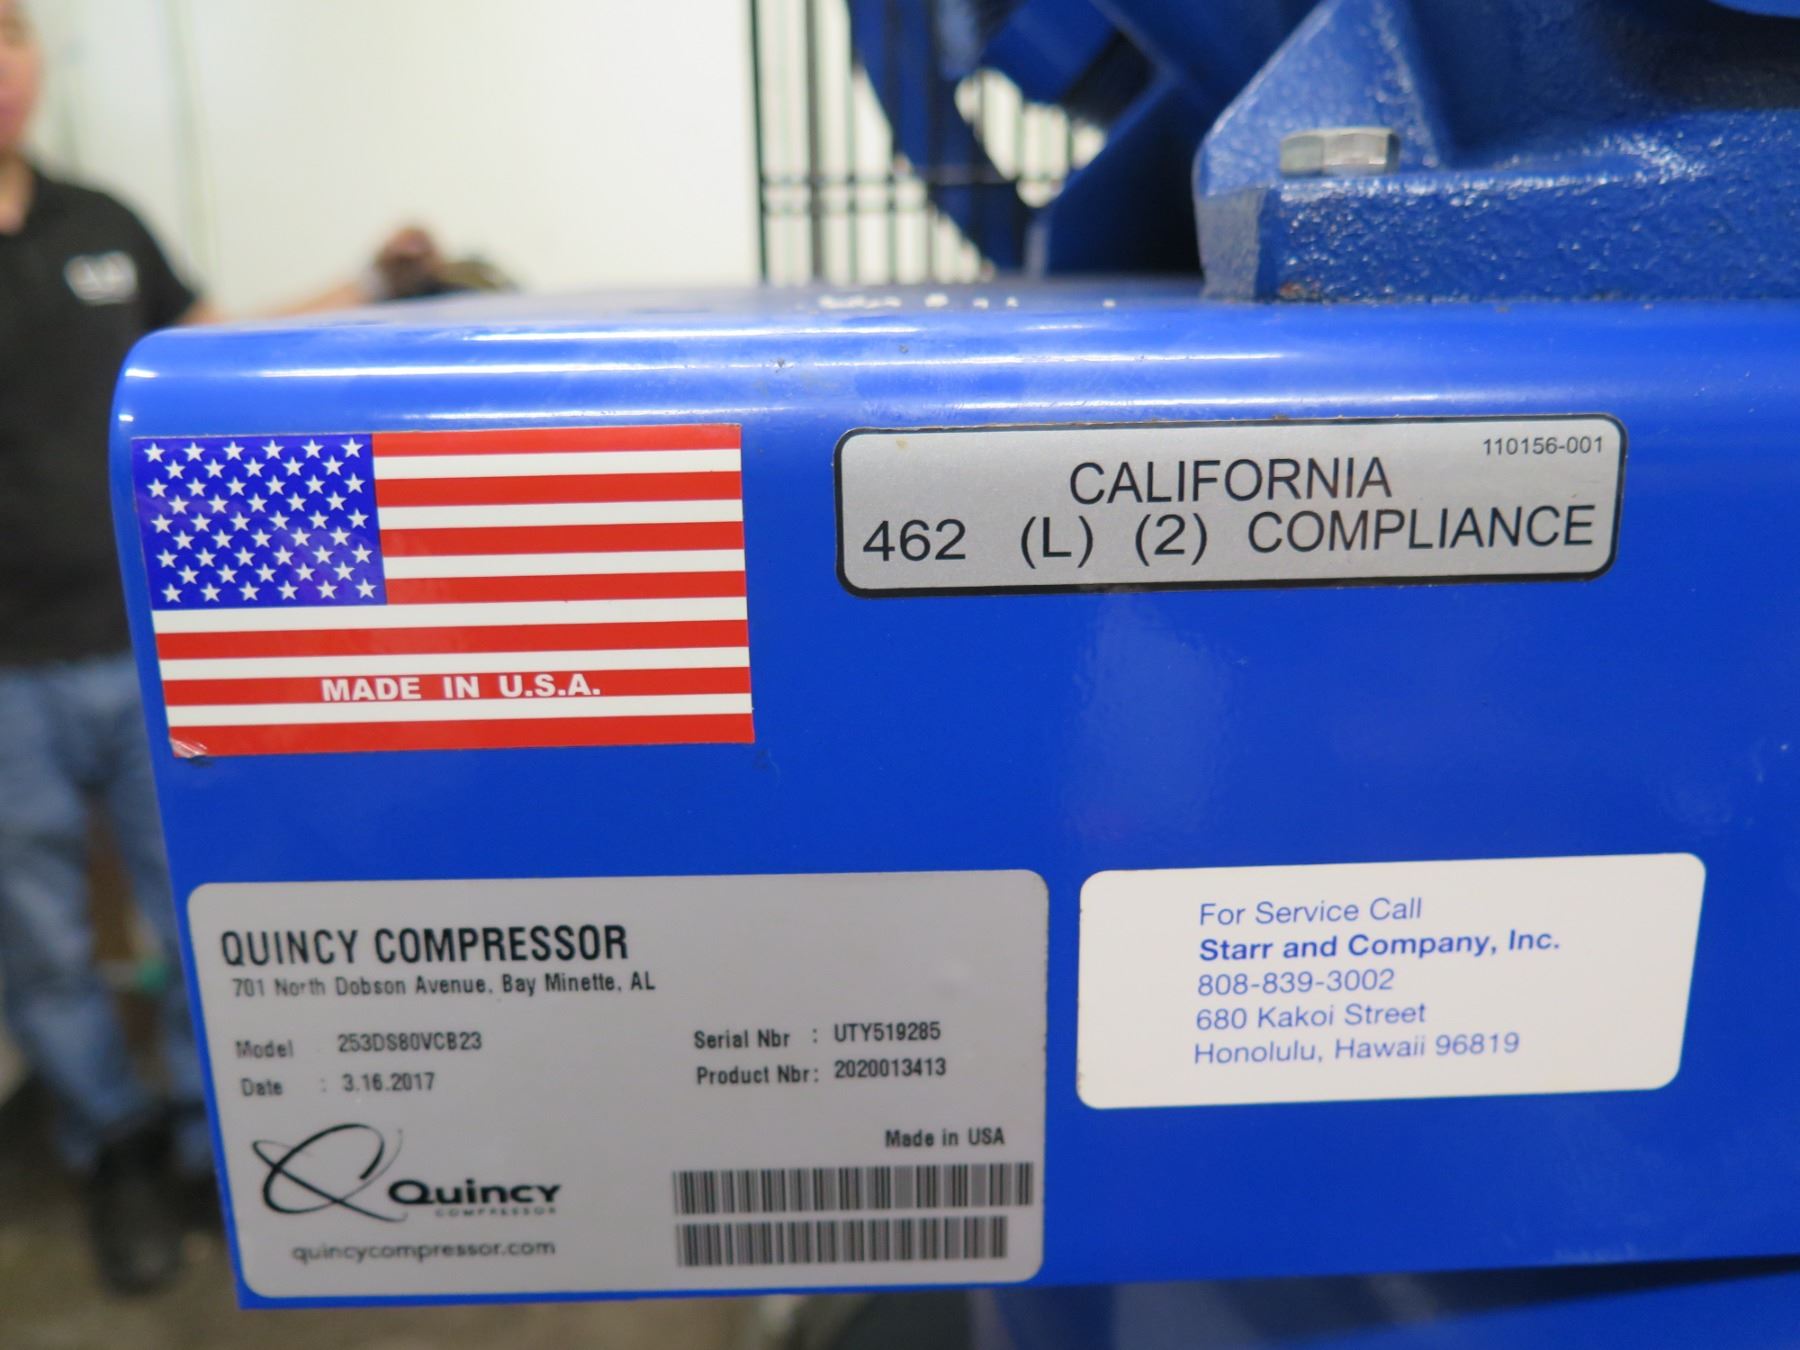 MADE IN U.S.A.
110156-001
CALIFORNIA
462 (L) (2) COMPLIANCE
QUINCY COMPRESSOR
701 North Dobson Avenue, Bay Minette, AL
Model : 253DS80VCB23
Date : 3.16.2017
Serial Nbr : UTY519285
Product Nbr: 2020013413
Made in USA
Quincy
COMPRESSOR
quincycompressor.com
For Service Call
Starr and Company, Inc.
808-839-3002
680 Kakoi Street
Honolulu, Hawaii 96819